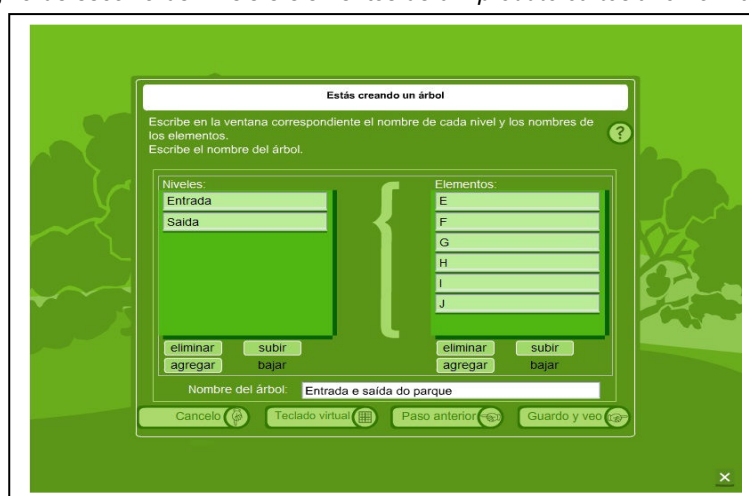 Estás creando un árbol
Escribe en la ventana correspondiente el nombre de cada nivel y los nombres de
los elementos.
Escribe el nombre del árbol.
?
Niveles:
Entrada
Saida
Elementos:
E
F
G
H
I
J
eliminar subir
agregar bajar
eliminar subir
agregar bajar
Nombre del árbol: Entrada e saída do parque
Cancelo
Teclado virtual
Paso anterior
Guardo y veo